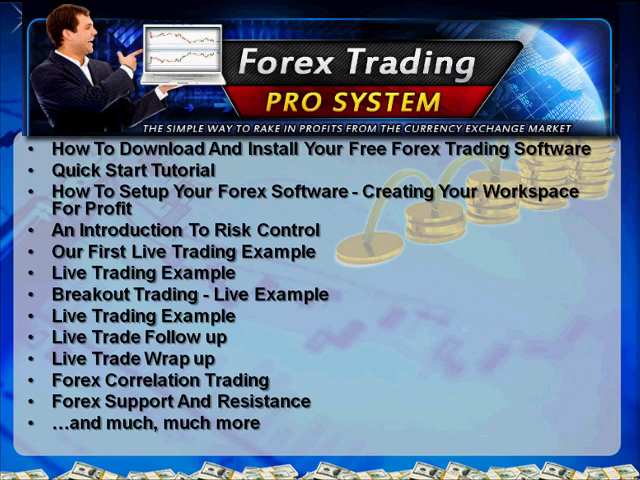 Forex Trading
PRO SYSTEM
THE SIMPLE WAY TO RAKE IN PROFITS FROM THE CURRENCY EXCHANGE MARKET
• How To Download And Install Your Free Forex Trading Software
• Quick Start Tutorial
• How To Setup Your Forex Software - Creating Your Workspace
For Profit
• An Introduction To Risk Control
• Our First Live Trading Example
• Live Trading Example
• Breakout Trading - Live Example
• Live Trading Example
• Live Trade Follow up
• Live Trade Wrap up
• Forex Correlation Trading
• Forex Support And Resistance
• …and much, much more